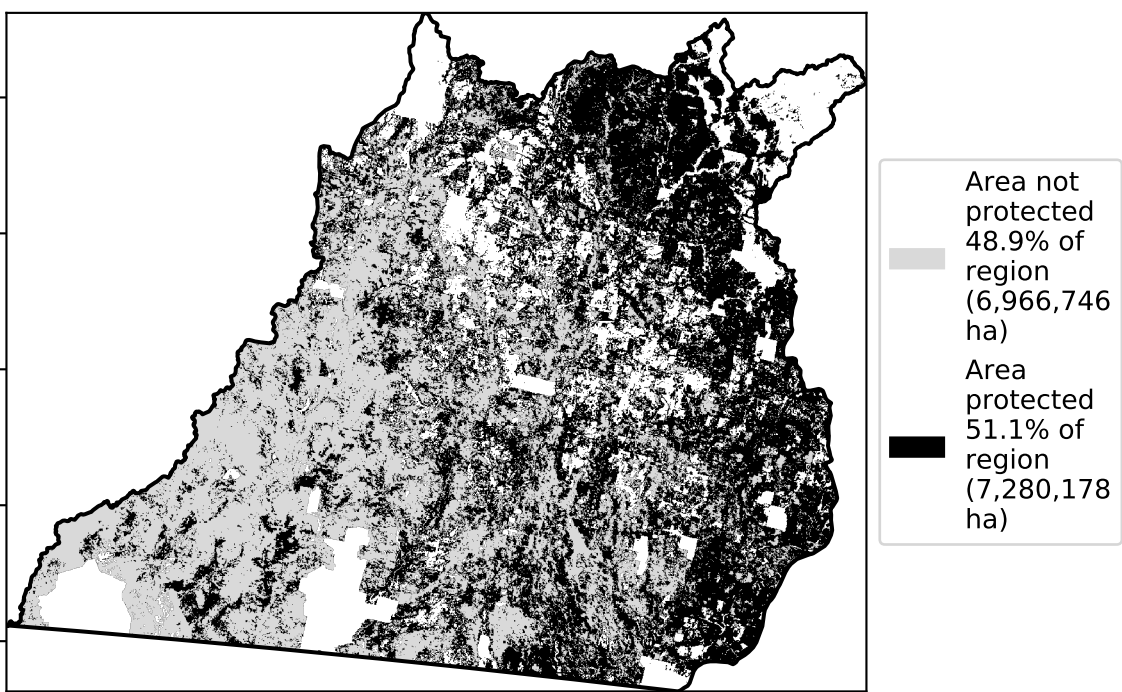 Area not
protected
48.9% of
region
(6,966,746
ha)
Area
protected
51.1% of
region
(7,280,178
ha)